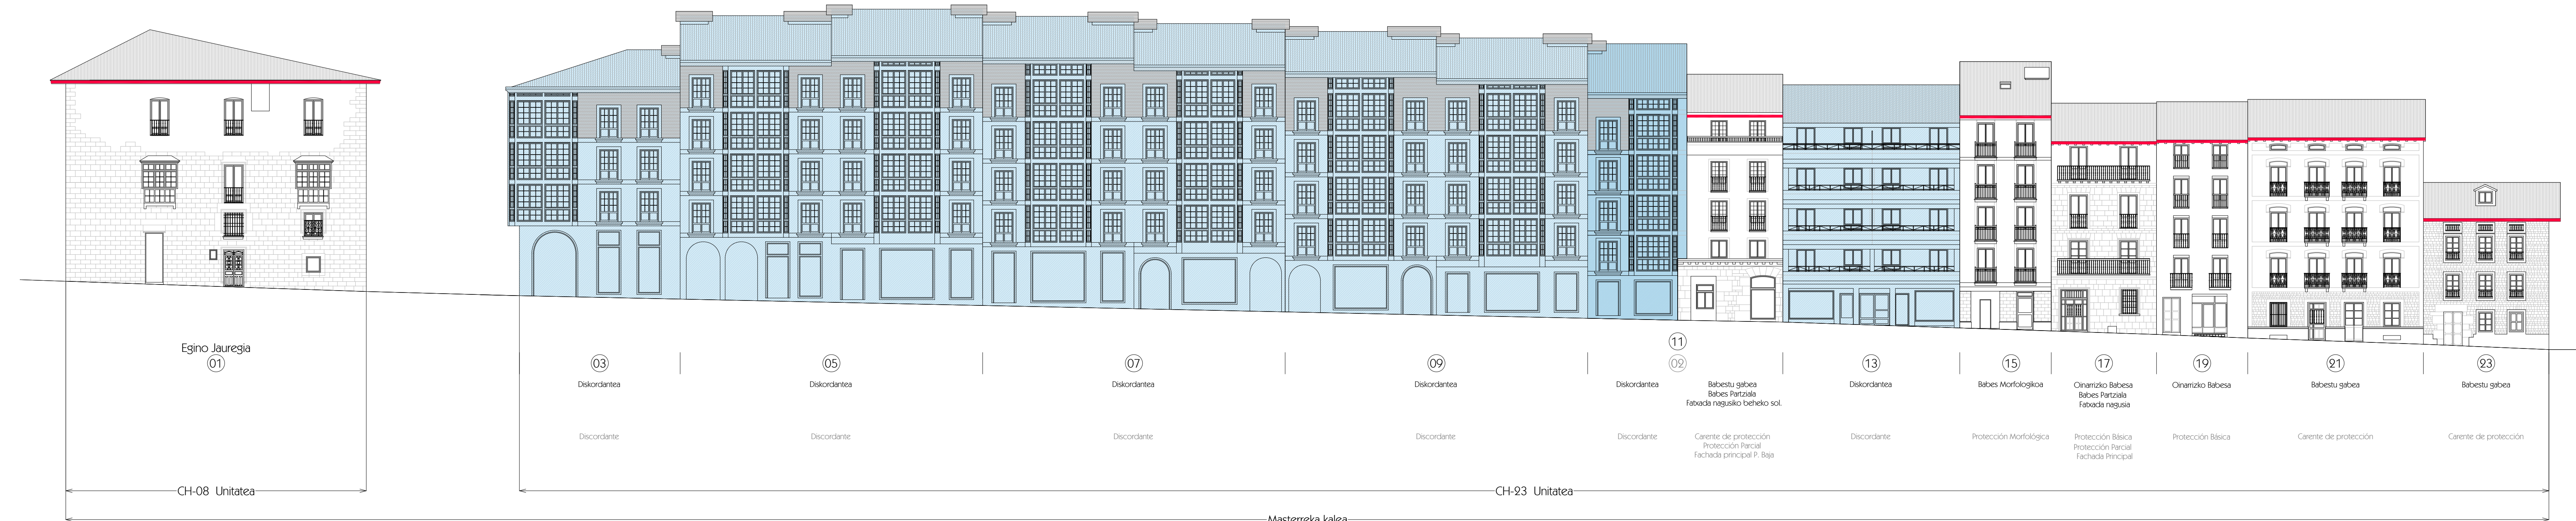 Egino Jauregia
01
03
05
07
09
11
02
13
15
17
19
21
23
Diskordantea
Diskordantea
Diskordantea
Diskordantea
Diskordantea
Babestu gabea
Babes Partziala
Fatxada nagusiko beheko sol.
Diskordantea
Babes Morfologikoa
Oinarrizko Babesa
Babes Partziala
Fatxada nagusia
Oinarrizko Babesa
Babestu gabea
Babestu gabea
Discordante
Discordante
Discordante
Discordante
Discordante
Carente de protección
Protección Parcial
Fachada principal P. Baja
Discordante
Protección Morfológica
Protección Básica
Protección Parcial
Fachada Principal
Protección Básica
Carente de protección
Carente de protección
CH-08 Unitatea
CH-23 Unitatea
Masterreka kalea